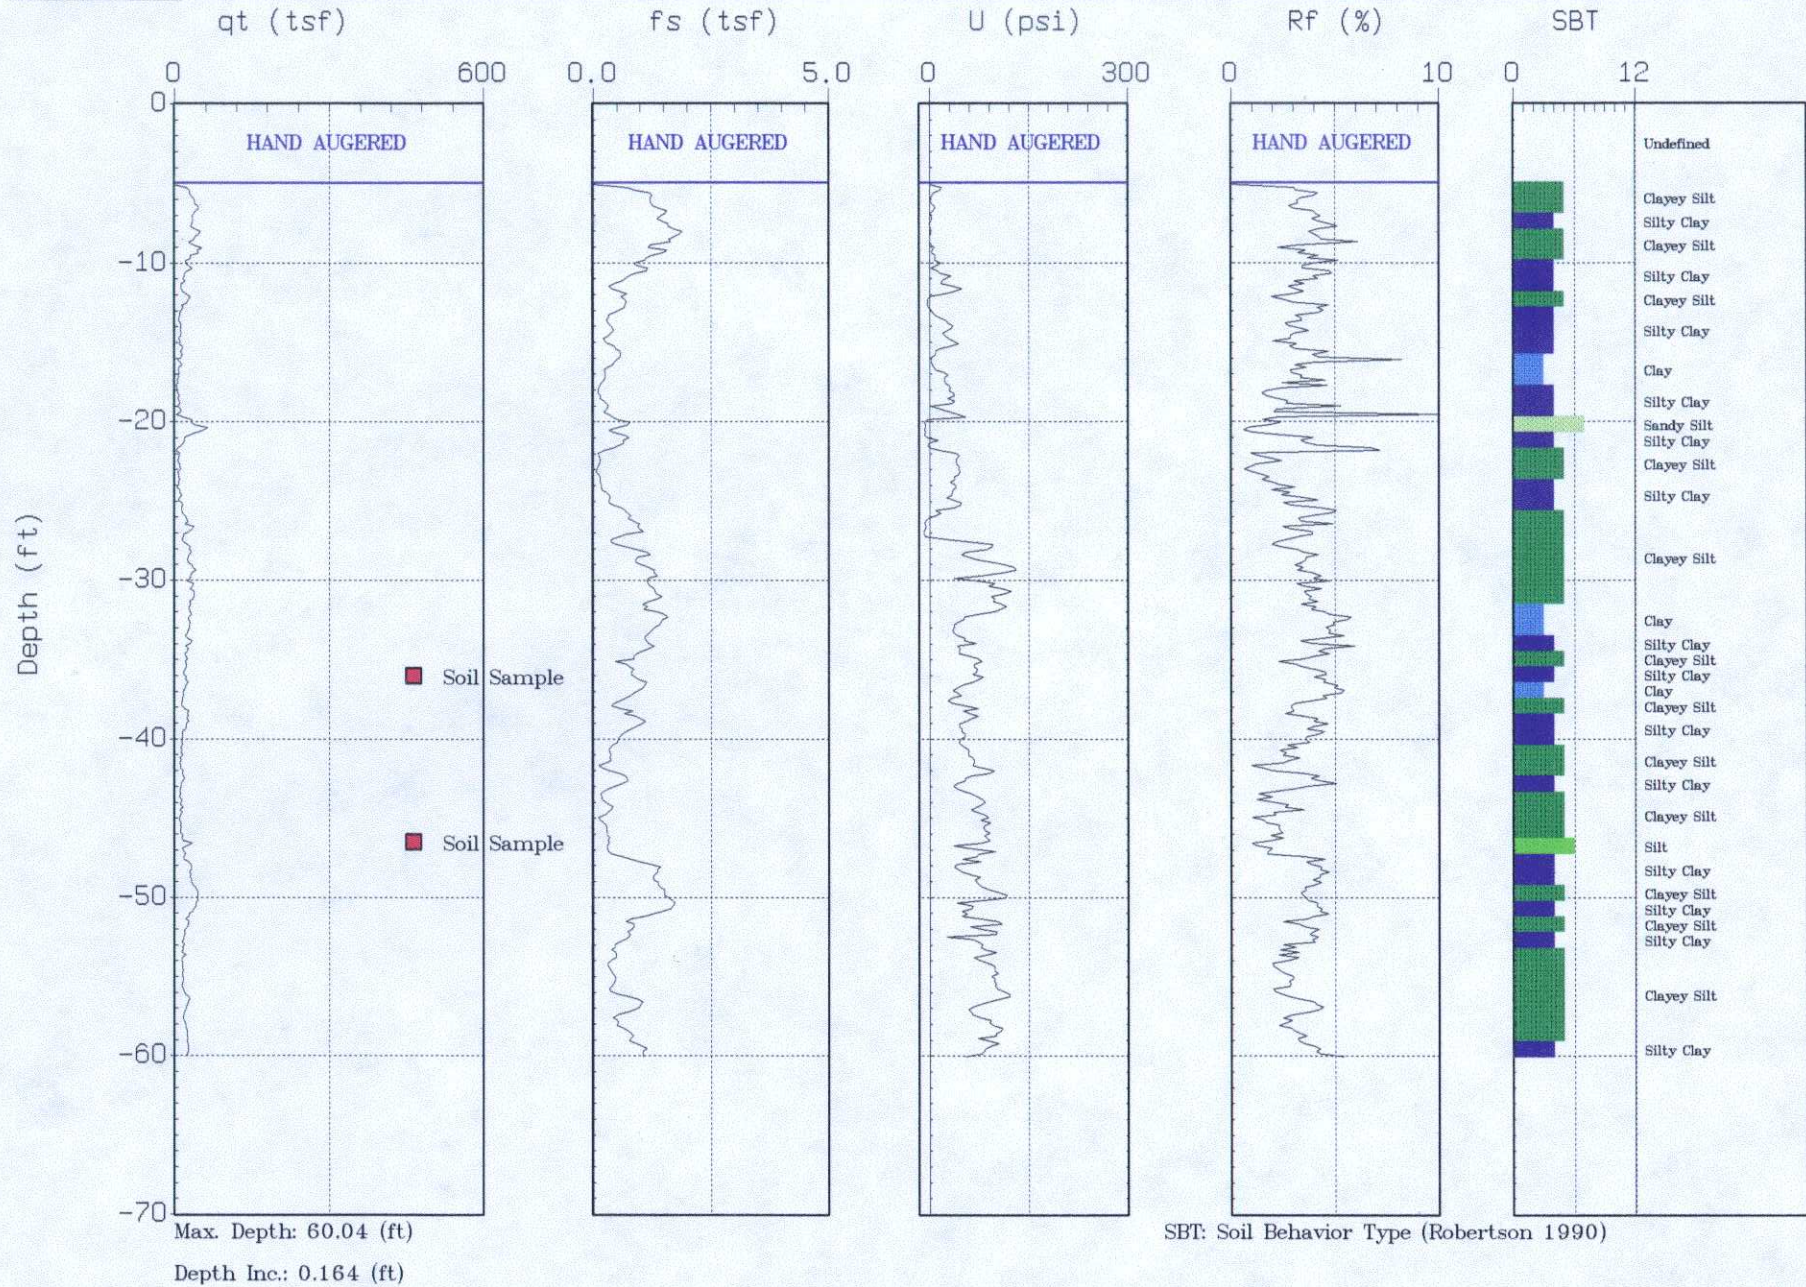 qt (tsf) fs (tsf) U (psi) Rf (%) SBT
0 600 0.0 5.0 0 300 0 10 0 12
0
HAND AUGERED HAND AUGERED HAND AUGERED HAND AUGERED Undefined
Clayey Silt
Silty Clay
Clayey Silt
-10
Silty Clay
Clayey Silt
Silty Clay
Clay
Silty Clay
-20
Sandy Silt
Silty Clay
Clayey Silt
Silty Clay
Depth (ft)
Clayey Silt
-30
Clay
Silty Clay
Clayey Silt
Soil Sample Silty Clay
Clay
Clayey Silt
Silty Clay
-40
Clayey Silt
Silty Clay
Clayey Silt
Soil Sample Silt
Silty Clay
-50 Clayey Silt
Silty Clay
Clayey Silt
Silty Clay
Clayey Silt
-60 Silty Clay
-70
Max. Depth: 60.04 (ft) SBT: Soil Behavior Type (Robertson 1990)
Depth Inc.: 0.164 (ft)